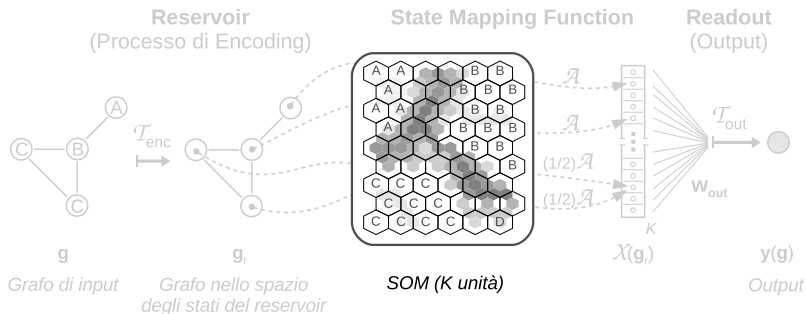 Reservoir
(Processo di Encoding)
State Mapping Function
Readout
(Output)
A
C
B
C
𝒯enc
A A B B
A B B
A A B B
A B B B
B B
B
C C C
C C C
C C C D
𝒜
𝒜
(1/2)𝒜
(1/2)𝒜
𝒯out
wout
K
g
gr
𝒳(gr)
y(g)
Grafo di input
Grafo nello spazio
degli stati del reservoir
SOM (K unità)
Output